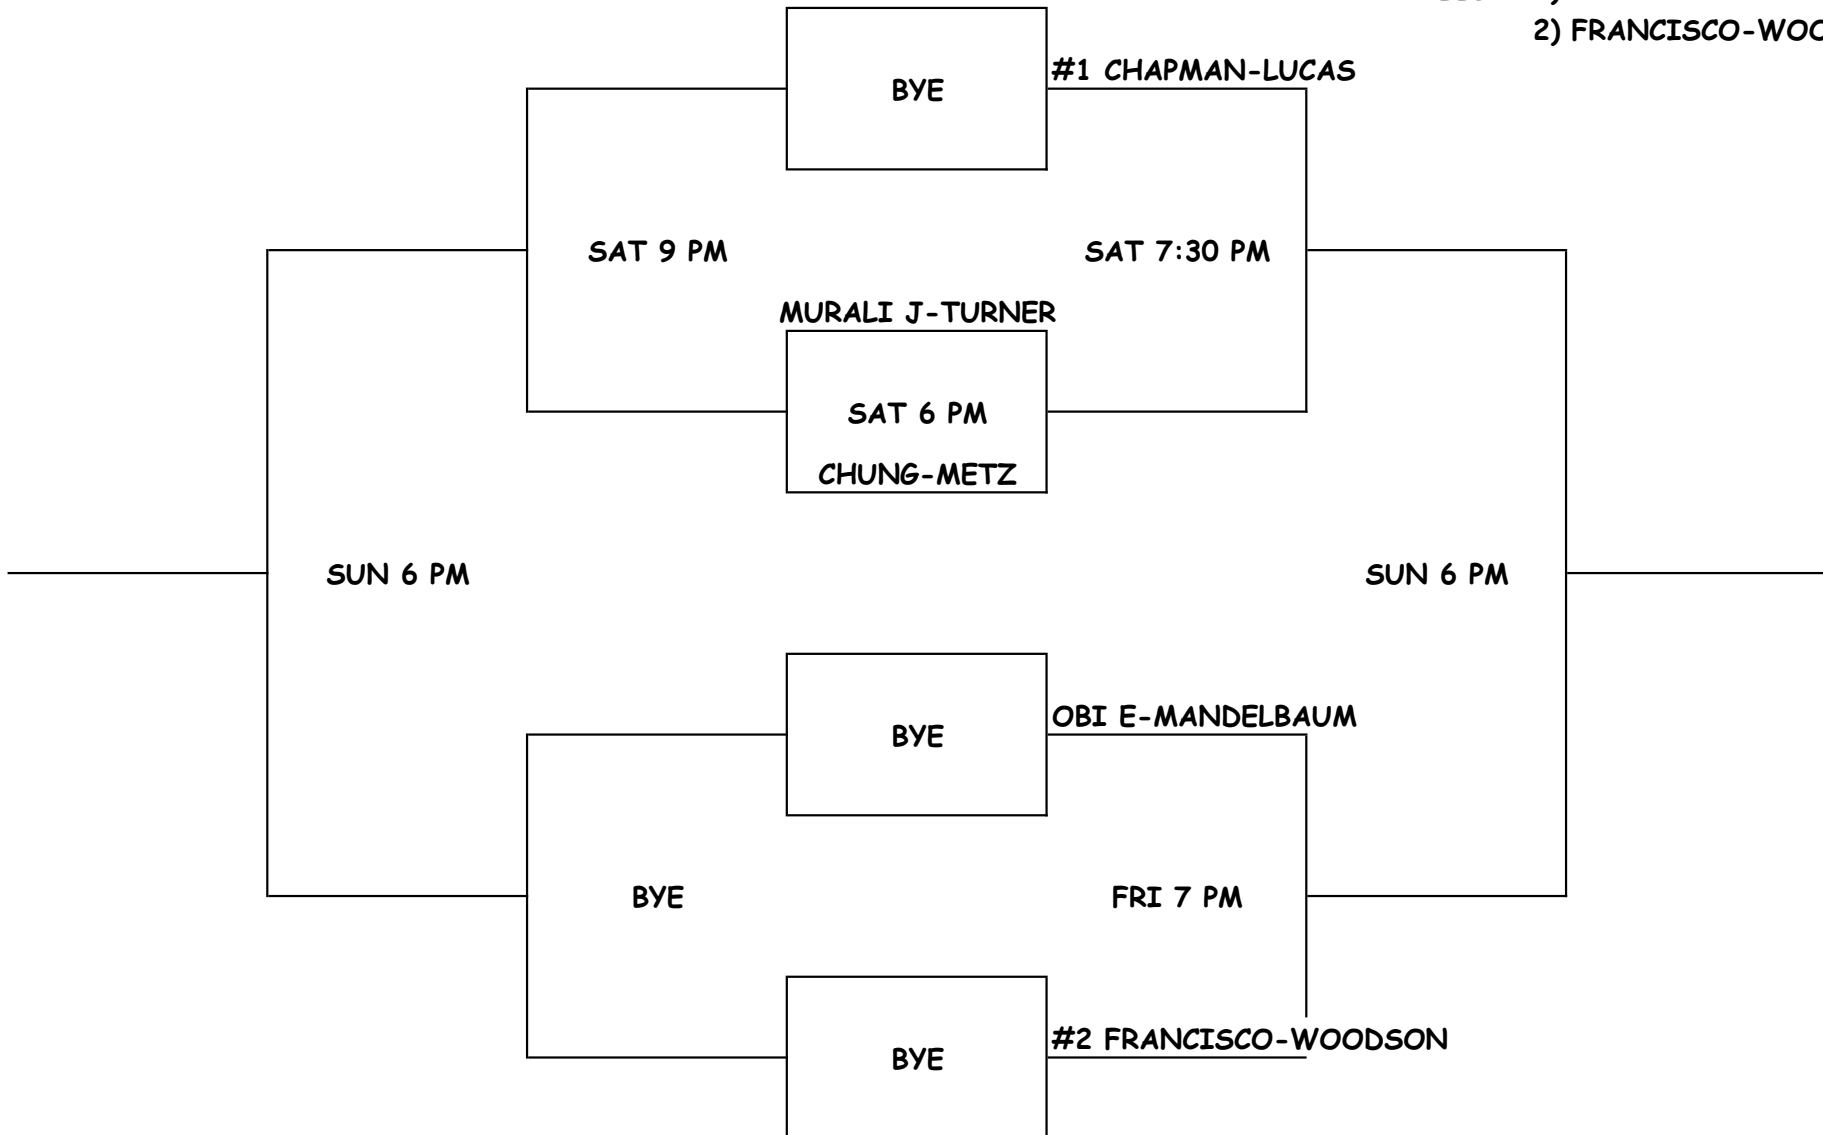 2) FRANCISCO-WOO
#1 CHAPMAN-LUCAS
BYE
SAT 9 PM
SAT 7:30 PM
MURALI J-TURNER
SAT 6 PM
CHUNG-METZ
SUN 6 PM
SUN 6 PM
OBI E-MANDELBAUM
BYE
BYE
FRI 7 PM
#2 FRANCISCO-WOODSON
BYE